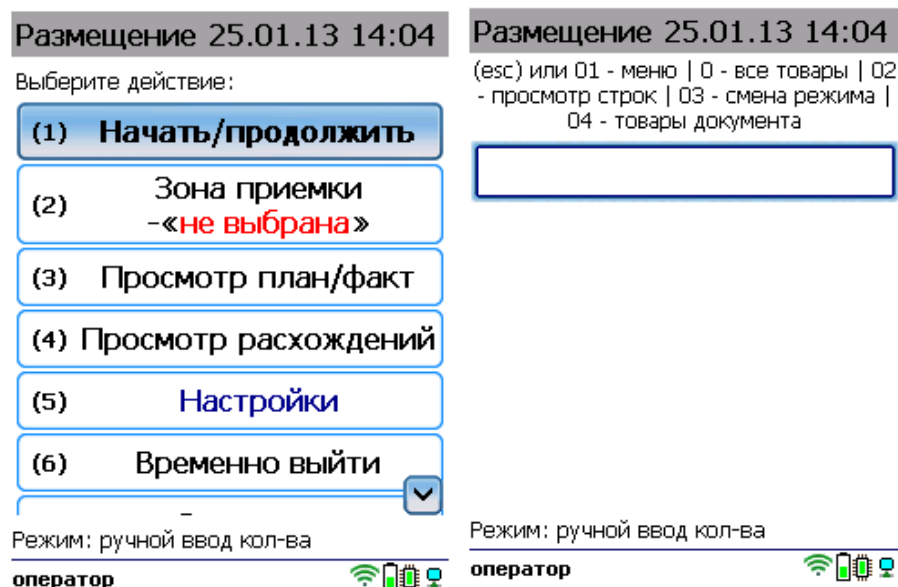 Размещение 25.01.13 14:04
Выберите действие:
(1) Начать/продолжить
(2) Зона приемки
-«не выбрана»
(3) Просмотр план/факт
(4) Просмотр расхождений
(5) Настройки
(6) Временно выйти
Режим: ручной ввод кол-ва
оператор
Размещение 25.01.13 14:04
(esc) или 01 - меню | 0 - все товары | 02
- просмотр строк | 03 - смена режима |
04 - товары документа
Режим: ручной ввод кол-ва
оператор